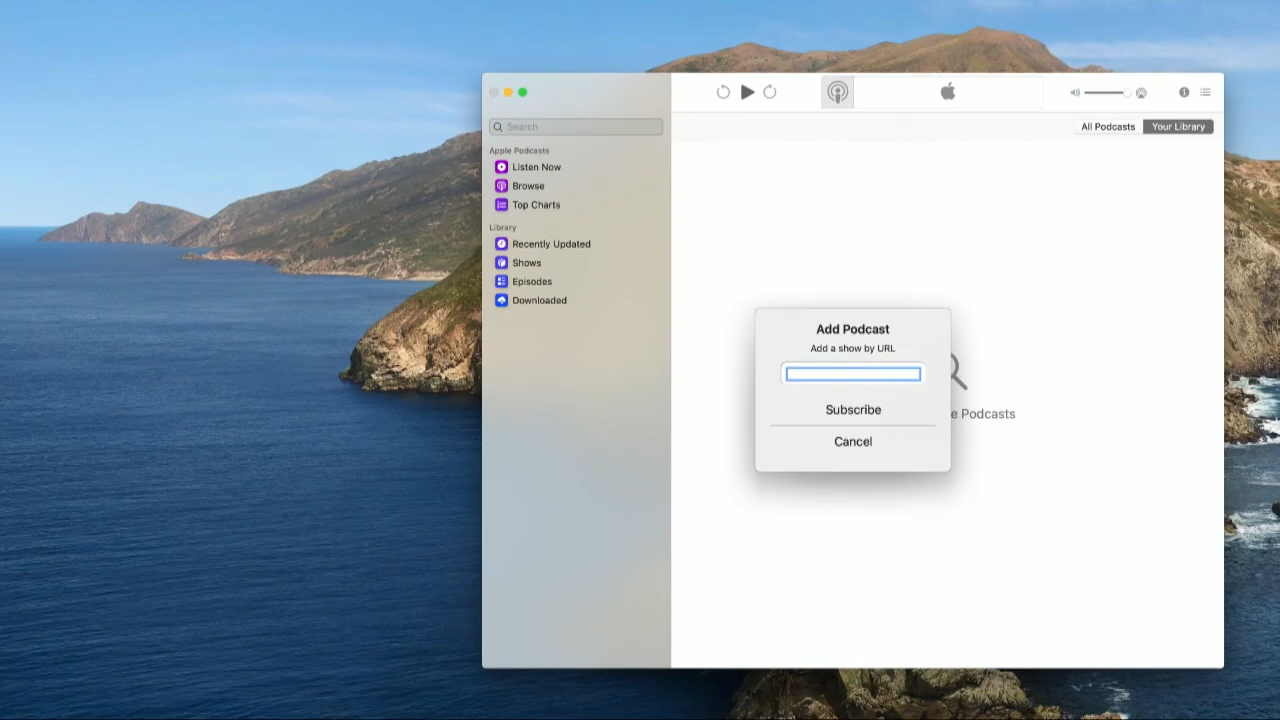 Search
All Podcasts
Your Library
Apple Podcasts
Listen Now
Browse
Top Charts
Library
Recently Updated
Shows
Episodes
Downloaded
Add Podcast
Add a show by URL
Subscribe
Cancel
Podcasts